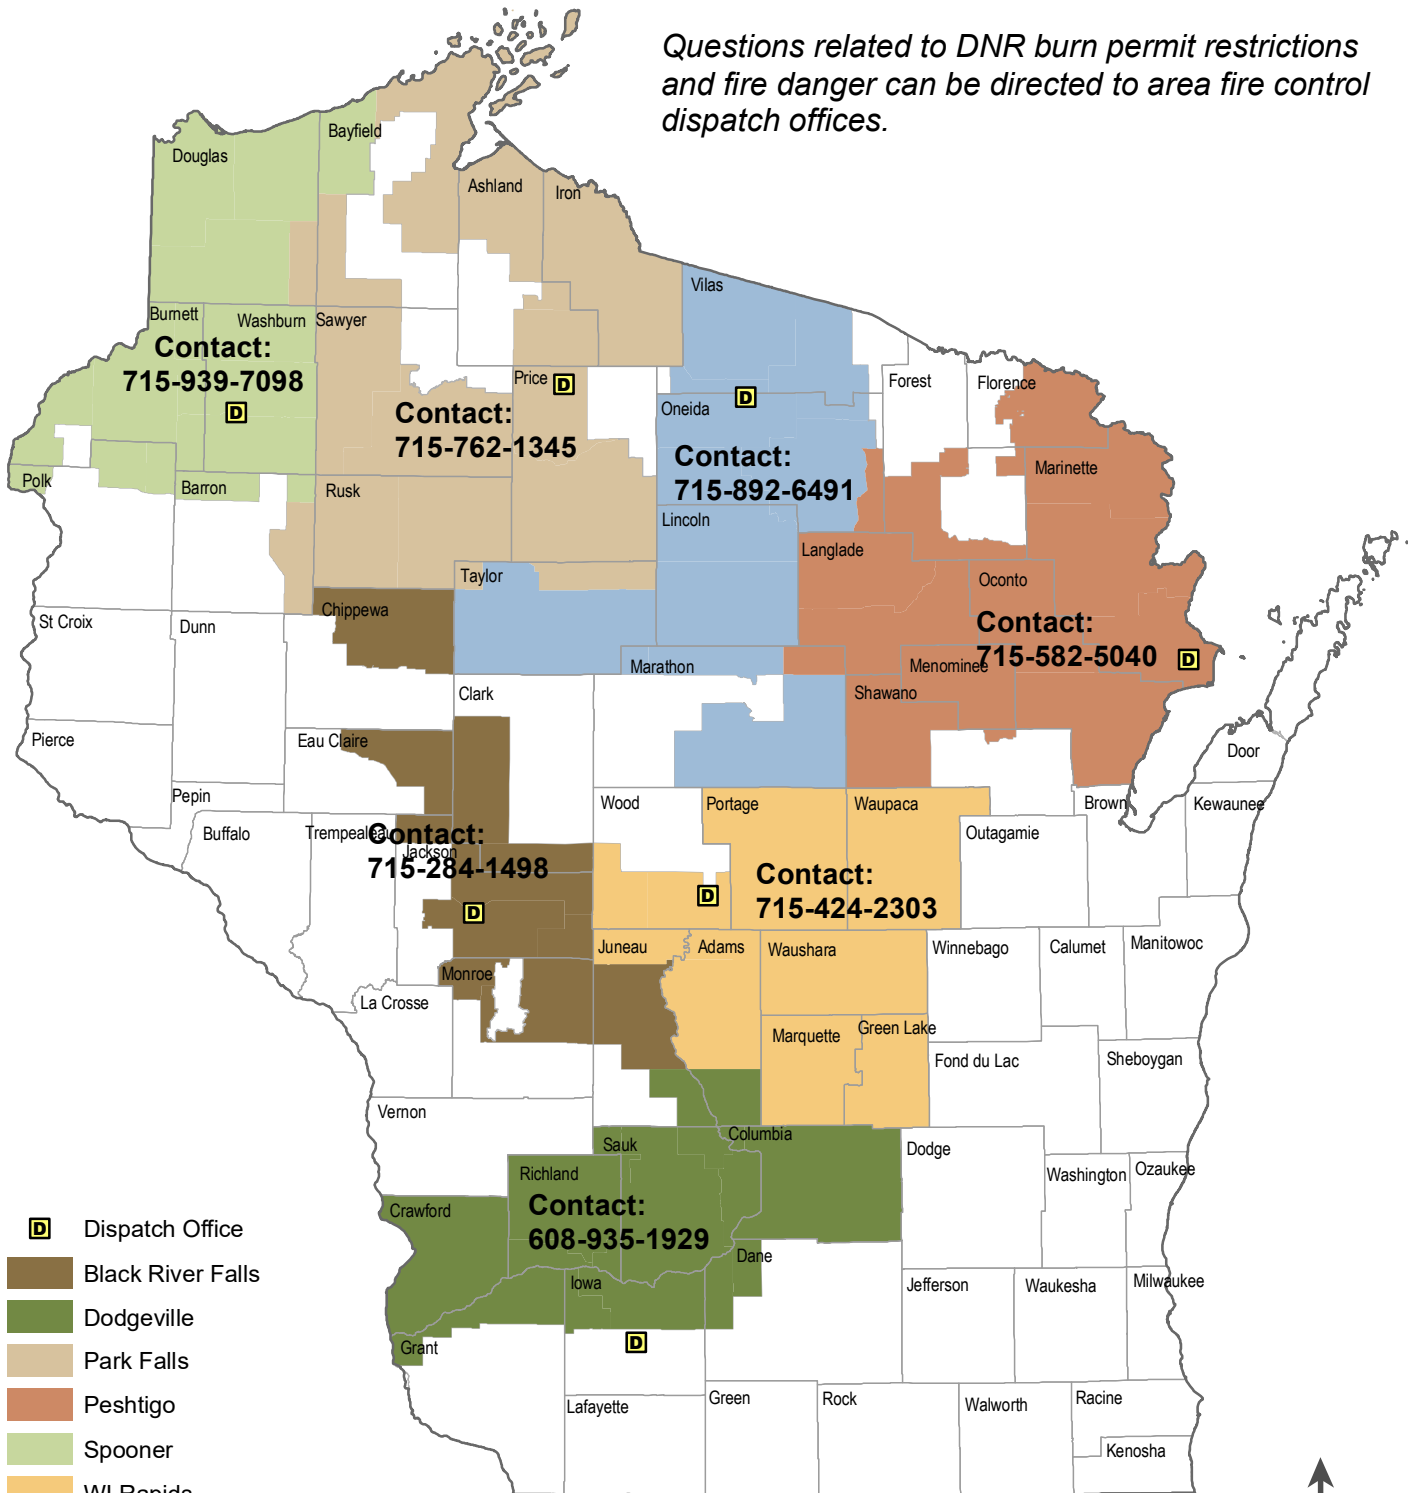 Questions related to DNR burn permit restrictions
and fire danger can be directed to area fire control
dispatch offices.
Bayfield
Douglas
Ashland
Iron
Vilas
Burnett
Washburn
Sawyer
Contact:
715-939-7098
D
Price
D
Forest
Florence
Oneida
D
Contact:
715-762-1345
Contact:
715-892-6491
Marinette
Polk
Barron
Rusk
Lincoln
Langlade
Taylor
Oconto
Chippewa
St Croix
Dunn
Contact:
715-582-5040
D
Marathon
Menominee
Clark
Shawano
Pierce
Eau Claire
Door
Pepin
Wood
Portage
Waupaca
Brown
Kewaunee
Buffalo
Trempealeau
Outagamie
Contact:
715-284-1498
Jackson
Contact:
715-424-2303
D
D
Juneau
Adams
Waushara
Winnebago
Calumet
Manitowoc
Monroe
La Crosse
Marquette
Green Lake
Fond du Lac
Sheboygan
Vernon
Columbia
Sauk
Dodge
Richland
Washington
Ozaukee
Crawford
Contact:
608-935-1929
Dane
Iowa
Jefferson
Waukesha
Milwaukee
D
Grant
Lafayette
Green
Rock
Walworth
Racine
Kenosha
D Dispatch Office
Black River Falls
Dodgeville
Park Falls
Peshtigo
Spooner
WI Rapids